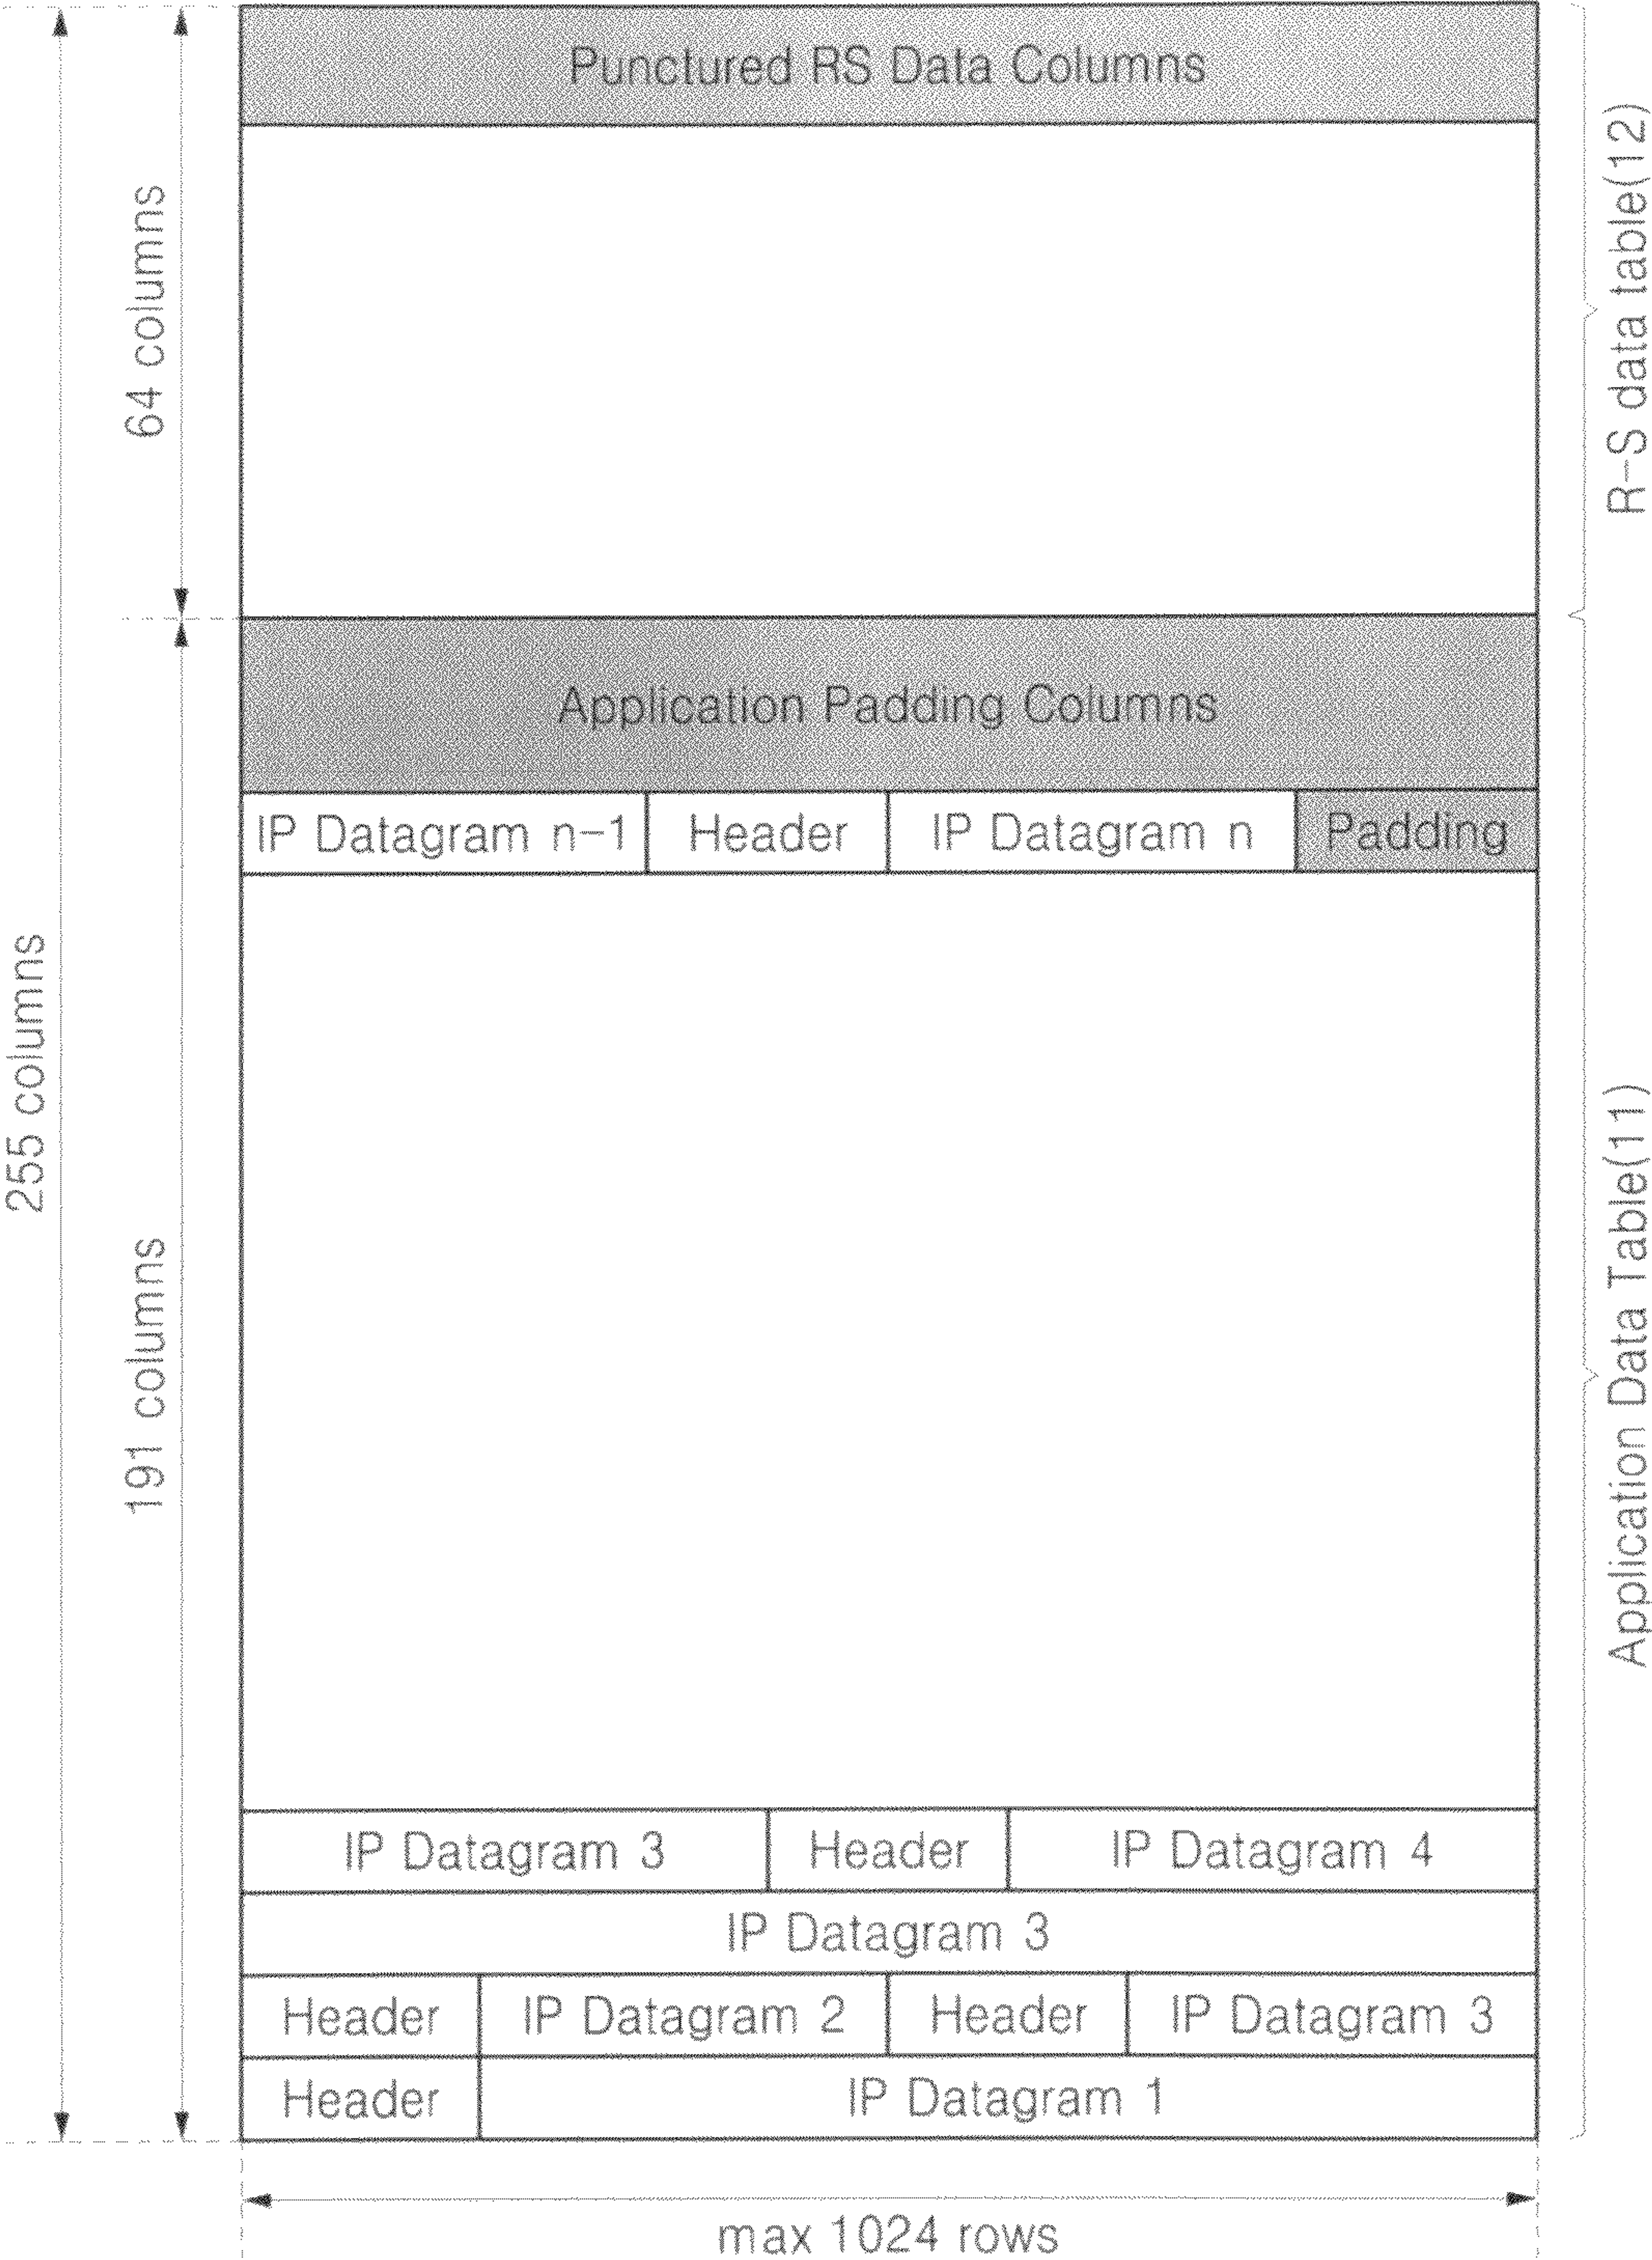 Punctured RS Data Columns
64 columns
R-S data table(12)
Application Padding Columns
IP Datagram n-1 Header IP Datagram n Padding
255 columns
191 columns
Application Data Table(11)
IP Datagram 3 Header IP Datagram 4
IP Datagram 3
Header IP Datagram 2 Header IP Datagram 3
Header IP Datagram 1
max 1024 rows